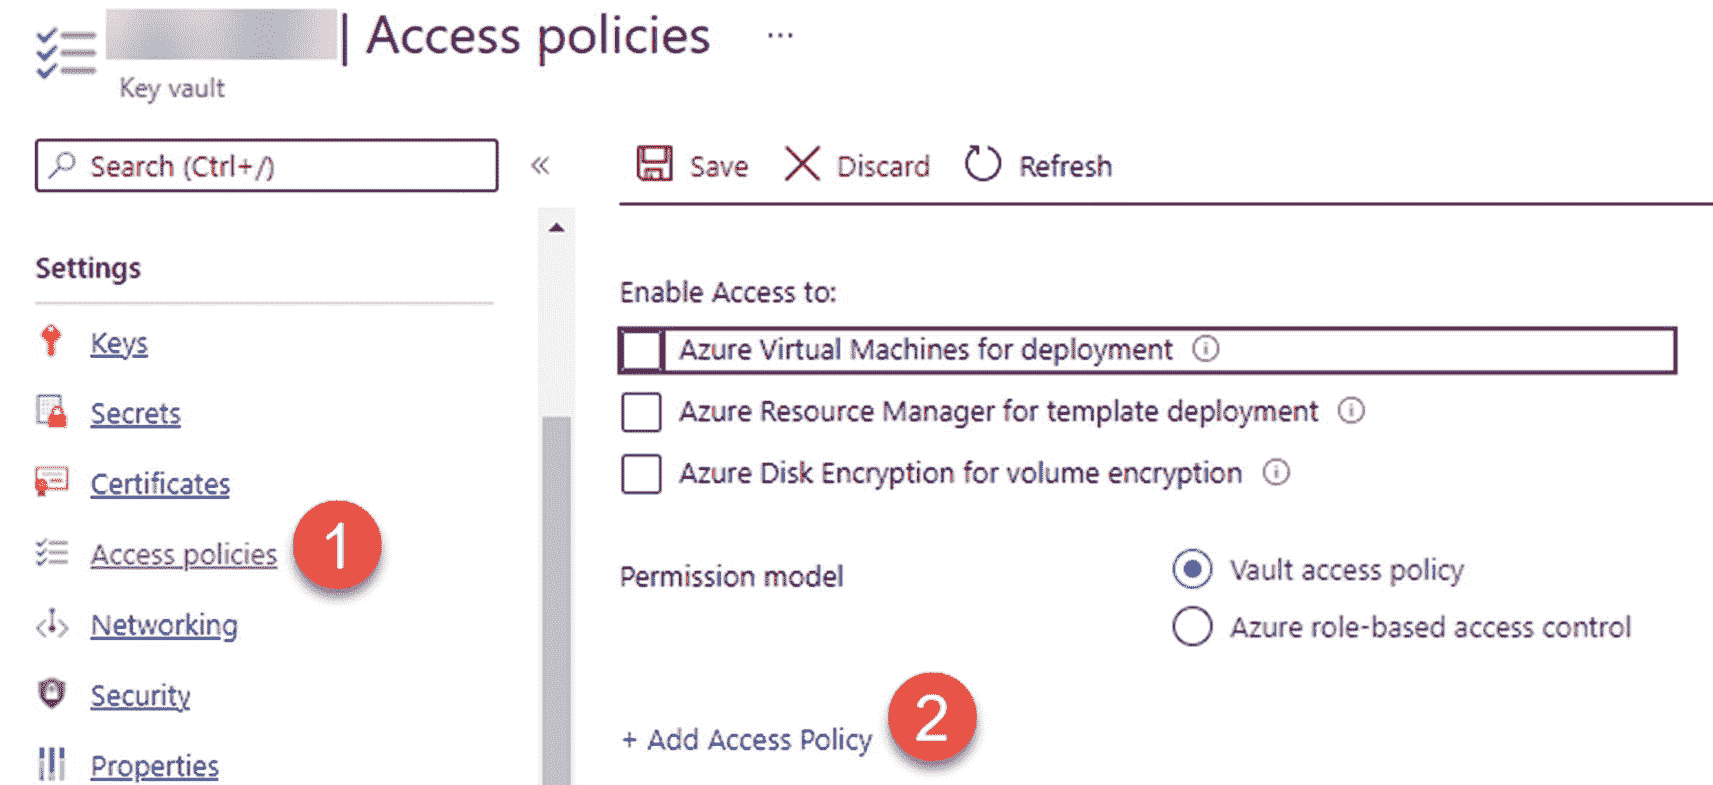 | Access policies ...
Key vault
Search (Ctrl+/) «
Save Discard Refresh
Settings
Keys
Secrets
Certificates
Access policies 1
Networking
Security
Properties
Enable Access to:
Azure Virtual Machines for deployment
Azure Resource Manager for template deployment
Azure Disk Encryption for volume encryption
Permission model
Vault access policy
Azure role-based access control
+ Add Access Policy 2